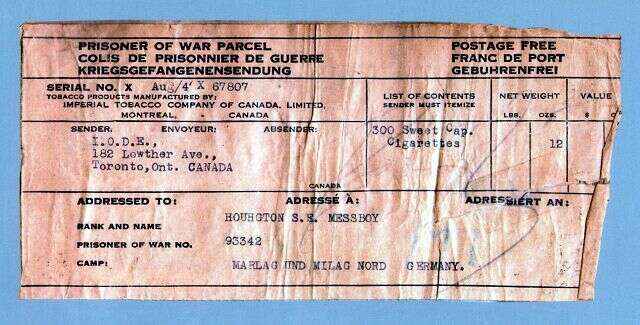 PRISONER OF WAR PARCEL
COLIS DE PRISONNIER DE GUERRE
KRIEGSGEFANGENENSENDUNG
POSTAGE FREE
FRANC DE PORT
GEBUHRENFREI
SERIAL NO. X 67807
TOBACCO PRODUCTS MANUFACTURED BY:
IMPERIAL TOBACCO COMPANY OF CANADA, LIMITED,
MONTREAL, - CANADA
LIST OF CONTENTS
SENDER MUST ITEMIZE
NET WEIGHT
LBS. OZS.
VALUE
$ C
SENDER: ENVOYEUR: ABSENDER:
I.O.D.E.,
182 Lowther Ave.,
Toronto,Ont. CANADA
300 Sweet Cap.
Cigarettes
12
CANADA
ADDRESSED TO: ADRESSÉ À: ADRESSIERT AN:
RANK AND NAME HOUHGTON S.E. MESSBOY
PRISONER OF WAR NO. 93342
CAMP: MARLAG UND MILAG NORD GERMANY.